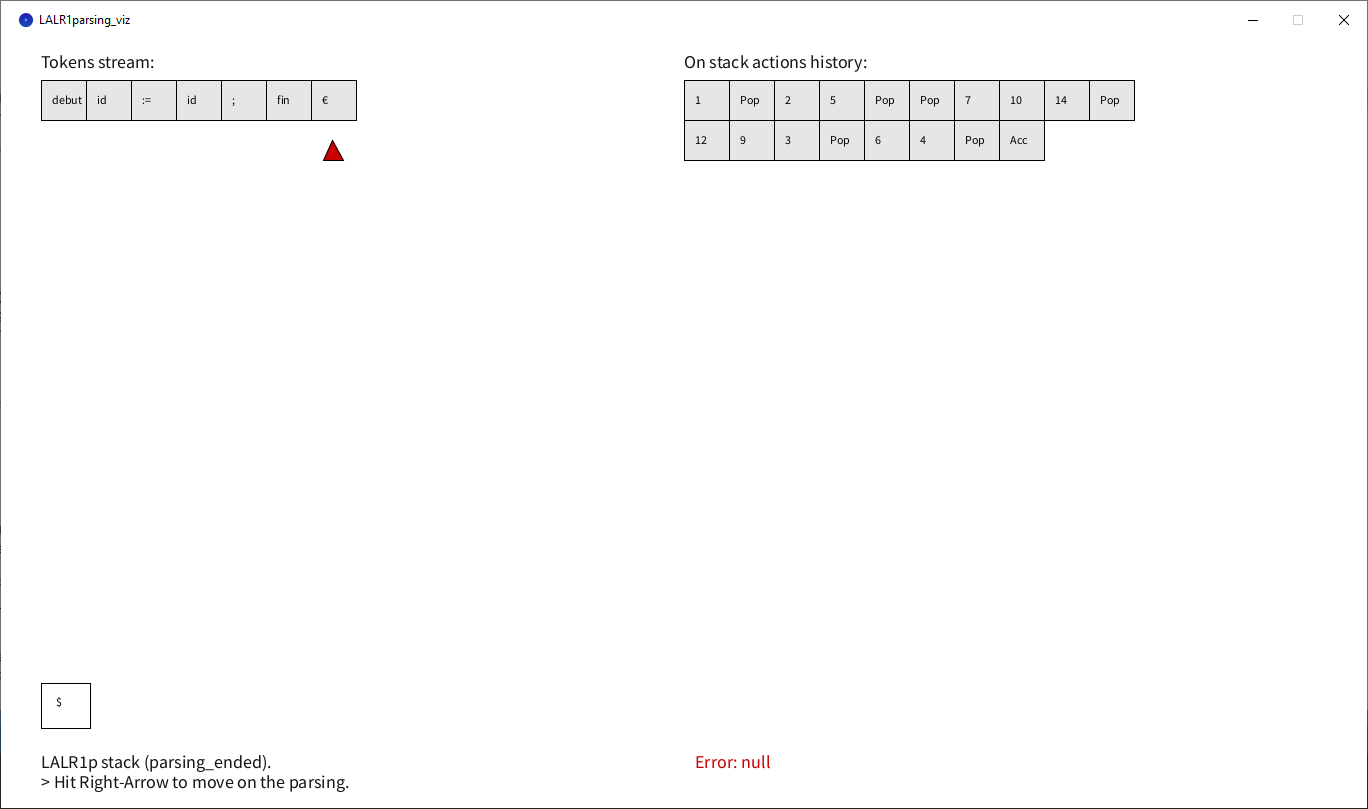 LALR1parsing_viz
Tokens stream:
debut id := id ; fin €
On stack actions history:
1 Pop 2 5 Pop Pop 7 10 14 Pop
12 9 3 Pop 6 4 Pop Acc
$
LALR1p stack (parsing_ended).
> Hit Right-Arrow to move on the parsing.
Error: null